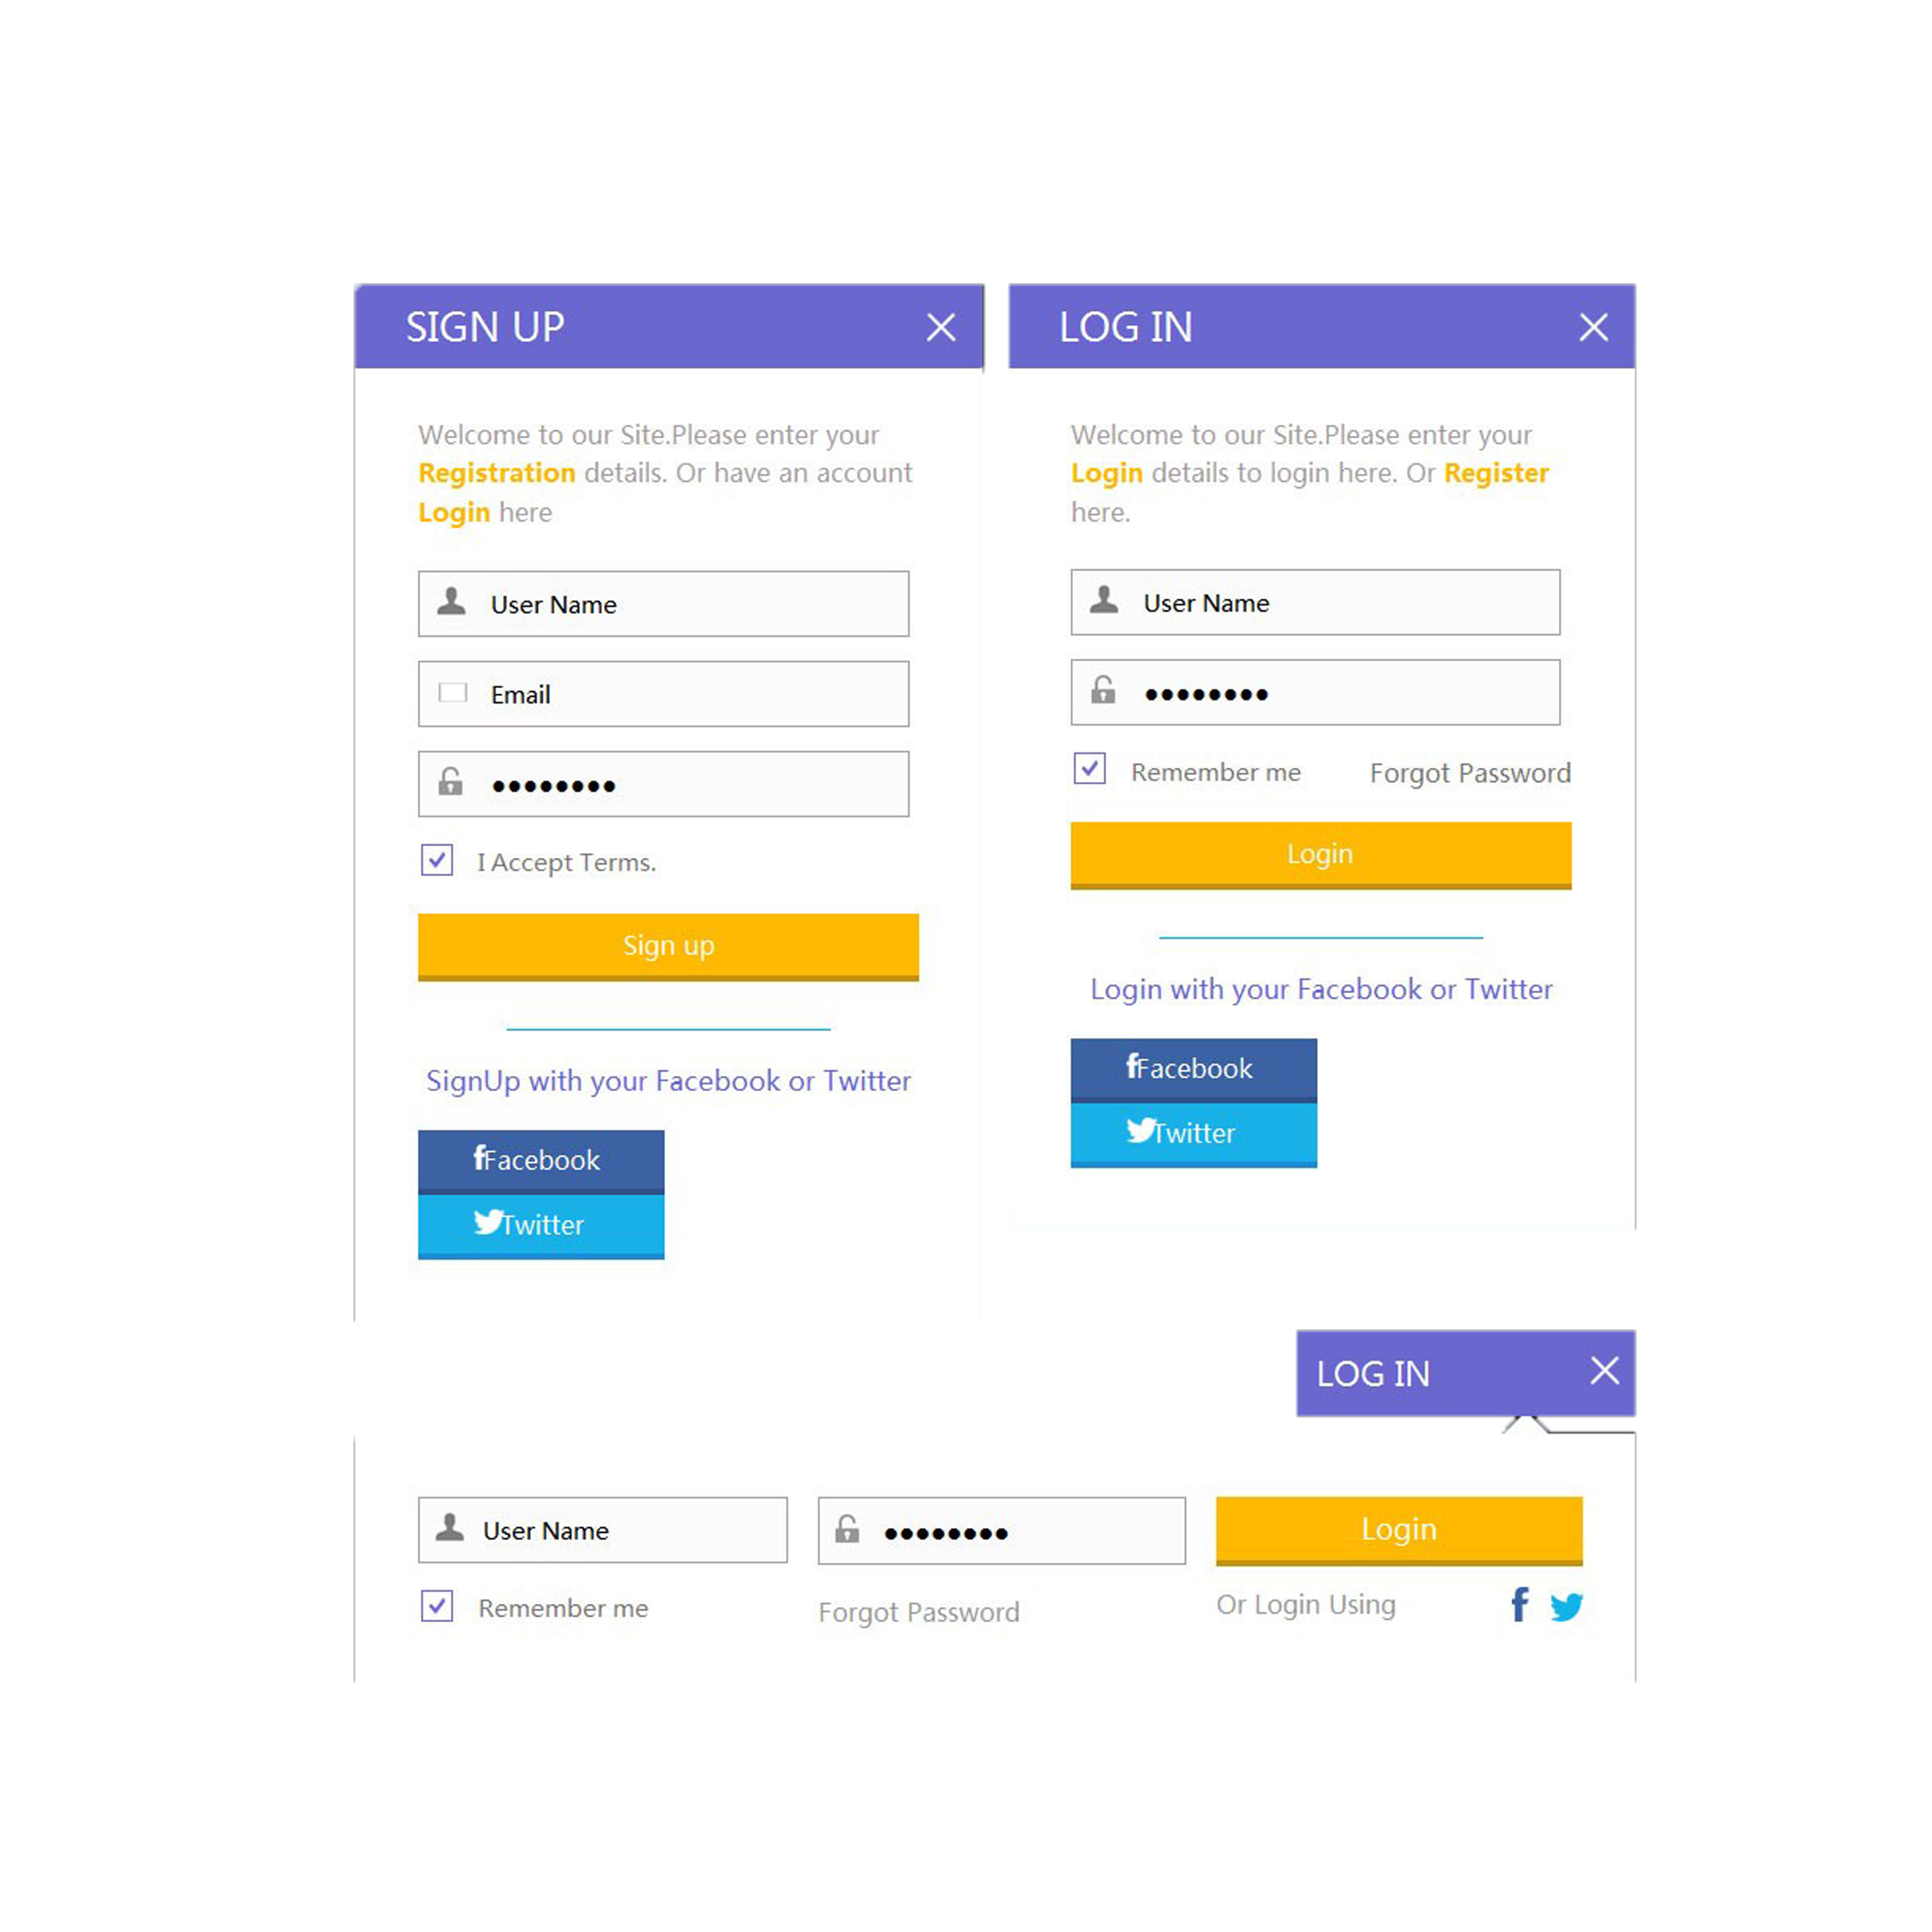 SIGN UP
Welcome to our Site.Please enter your
Registration details. Or have an account
Login here
User Name
Email
••••••••
I Accept Terms.
Sign up
SignUp with your Facebook or Twitter
Facebook
Twitter
LOG IN
Welcome to our Site.Please enter your
Login details to login here. Or Register
here.
User Name
••••••••
Remember me Forgot Password
Login
Login with your Facebook or Twitter
Facebook
Twitter
LOG IN
User Name •••••••• Login
Remember me Forgot Password Or Login Using